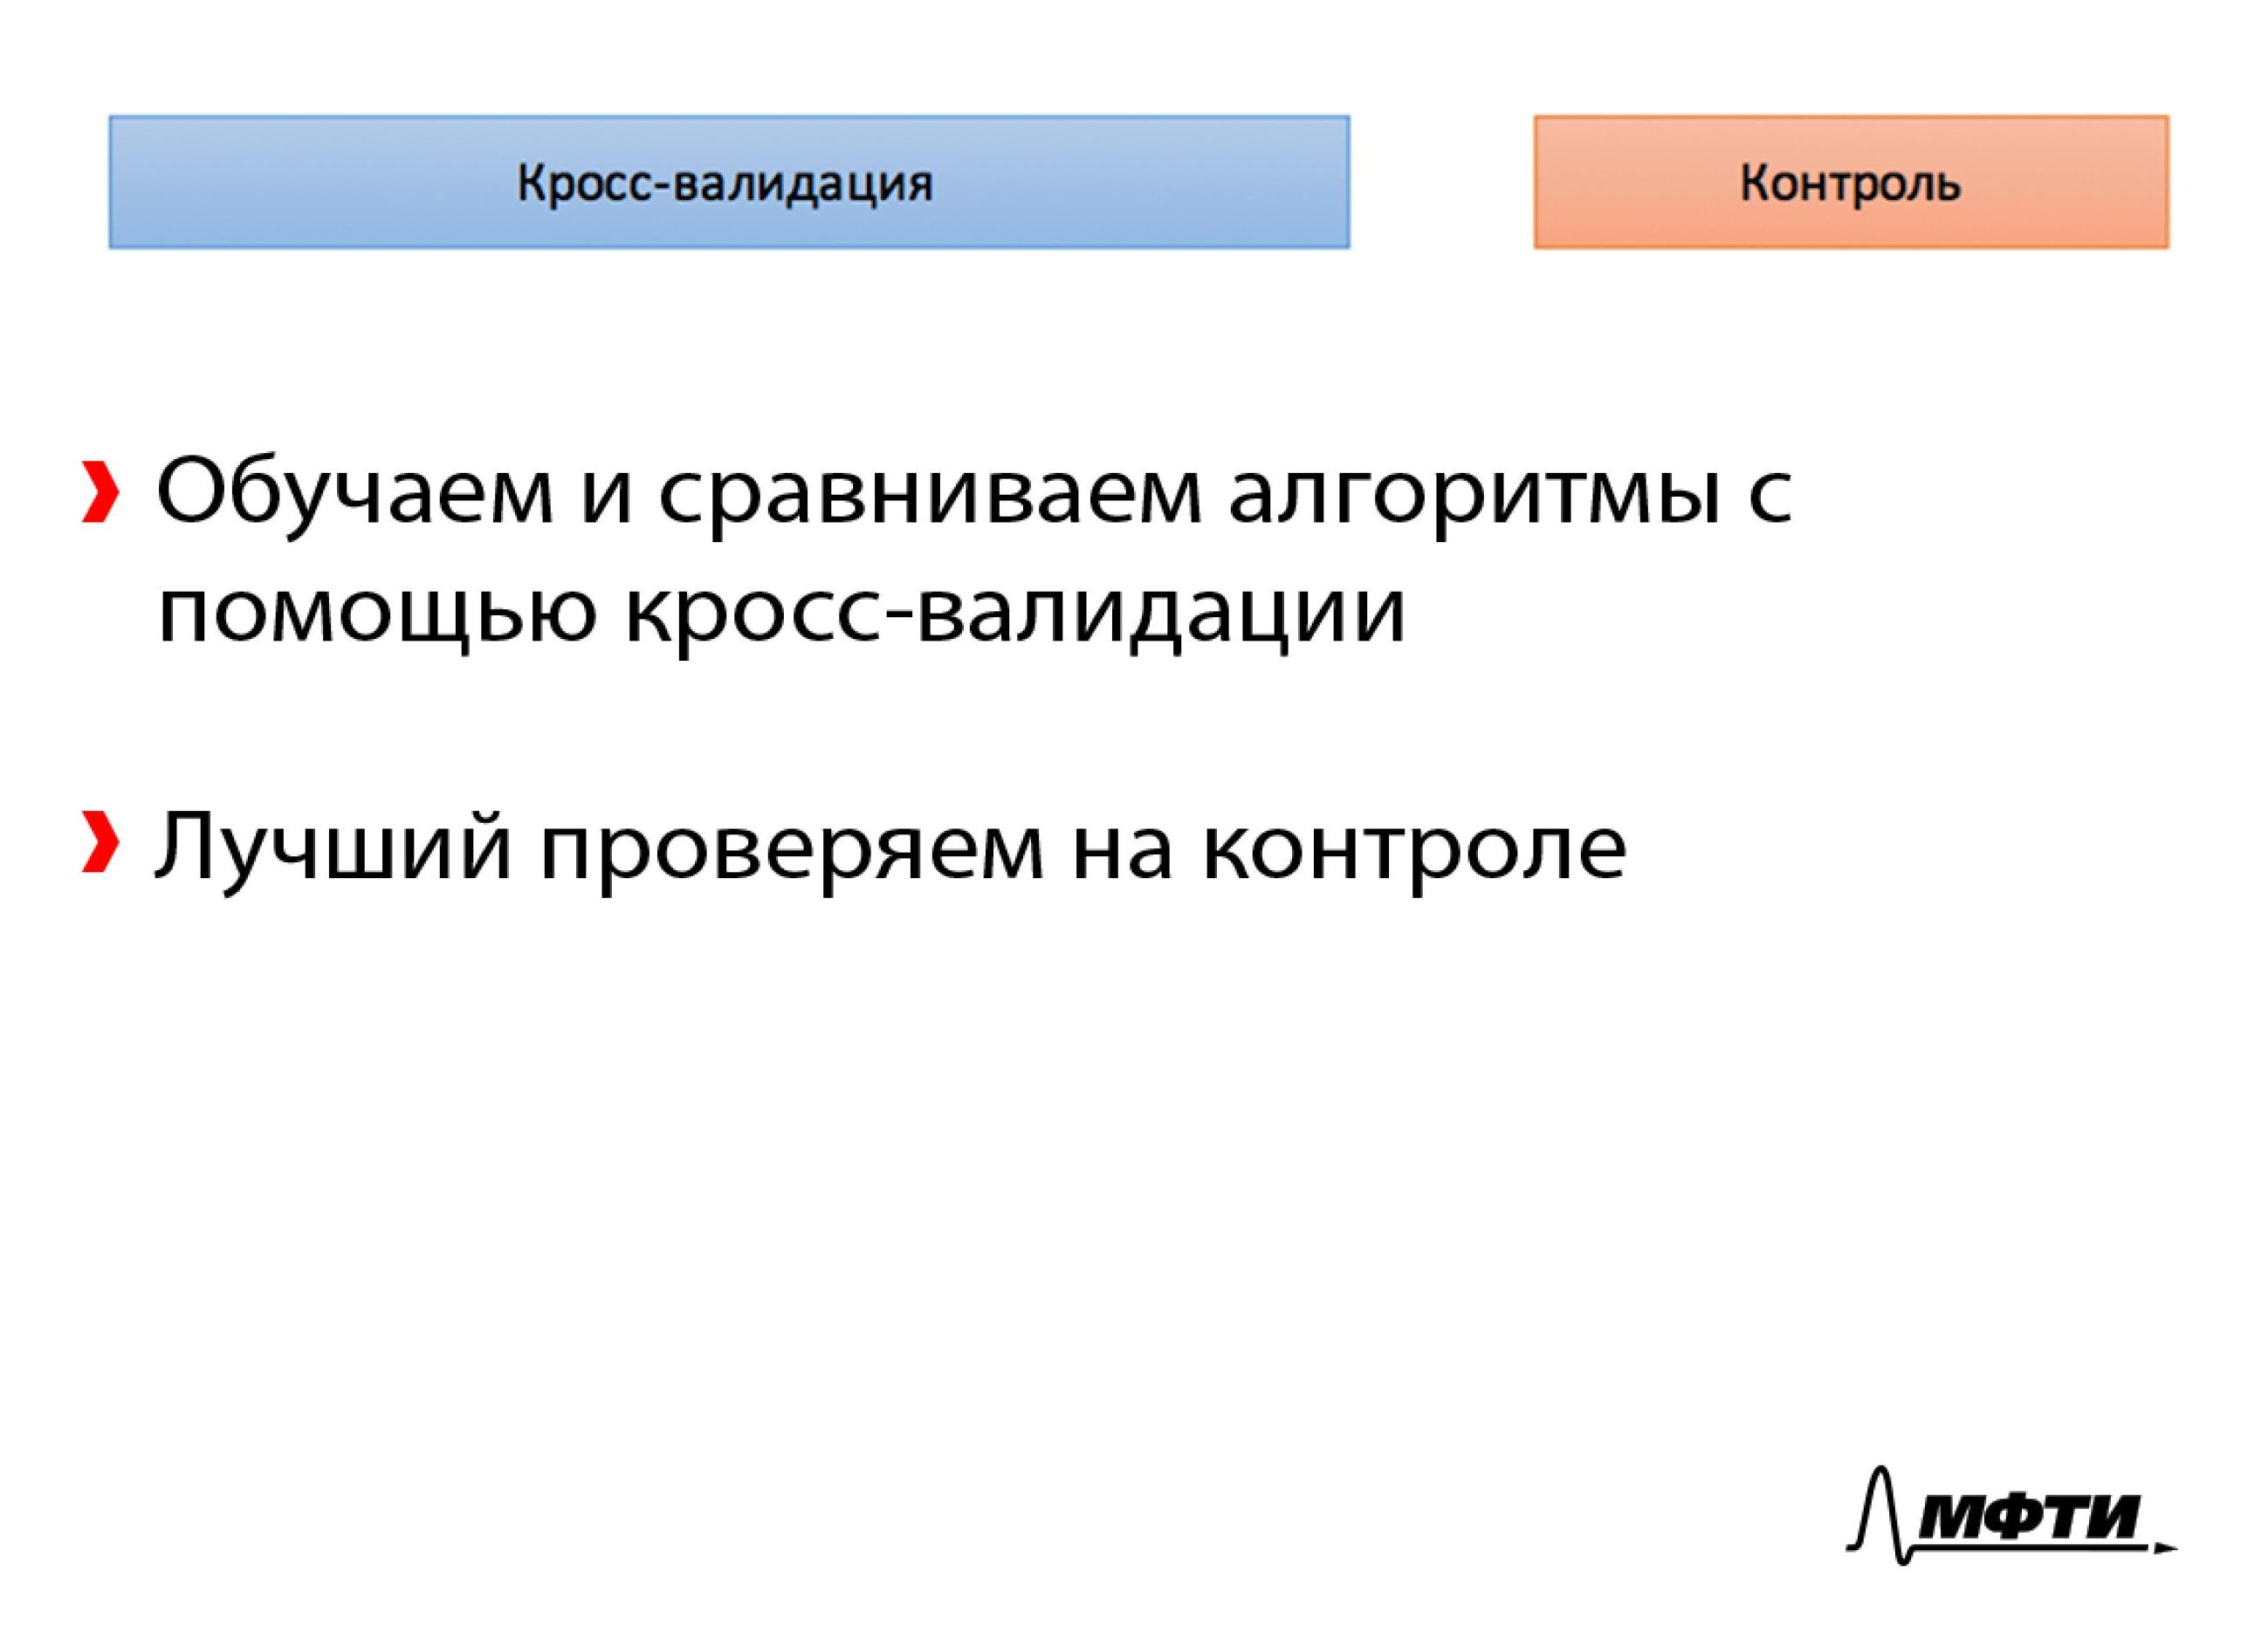 Кросс-валидация
Контроль
Обучаем и сравниваем алгоритмы с
помощью кросс-валидации
Лучший проверяем на контроле
МФТИ